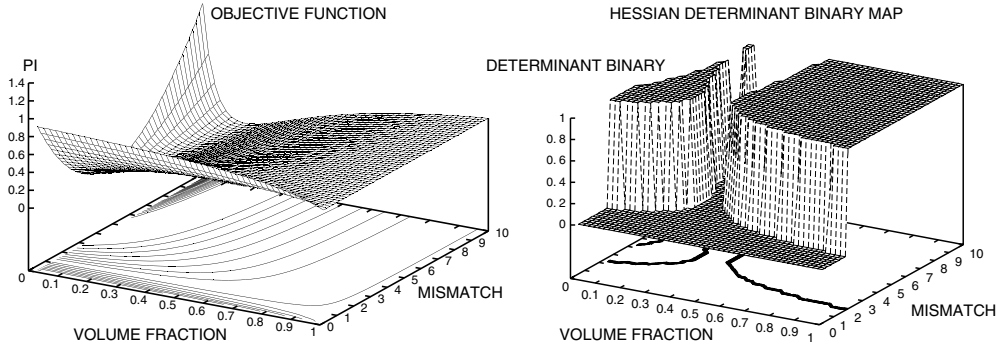 OBJECTIVE FUNCTION
PI
1.4
1.2
1
0.8
0.6
0.4
0.2
0
0 0.1 0.2 0.3 0.4 0.5 0.6 0.7 0.8 0.9 1
VOLUME FRACTION
0 1 2 3 4 5 6 7 8 9 10
MISMATCH
HESSIAN DETERMINANT BINARY MAP
DETERMINANT BINARY
1
0.8
0.6
0.4
0.2
0
0 0.1 0.2 0.3 0.4 0.5 0.6 0.7 0.8 0.9 1
VOLUME FRACTION
0 1 2 3 4 5 6 7 8 9 10
MISMATCH